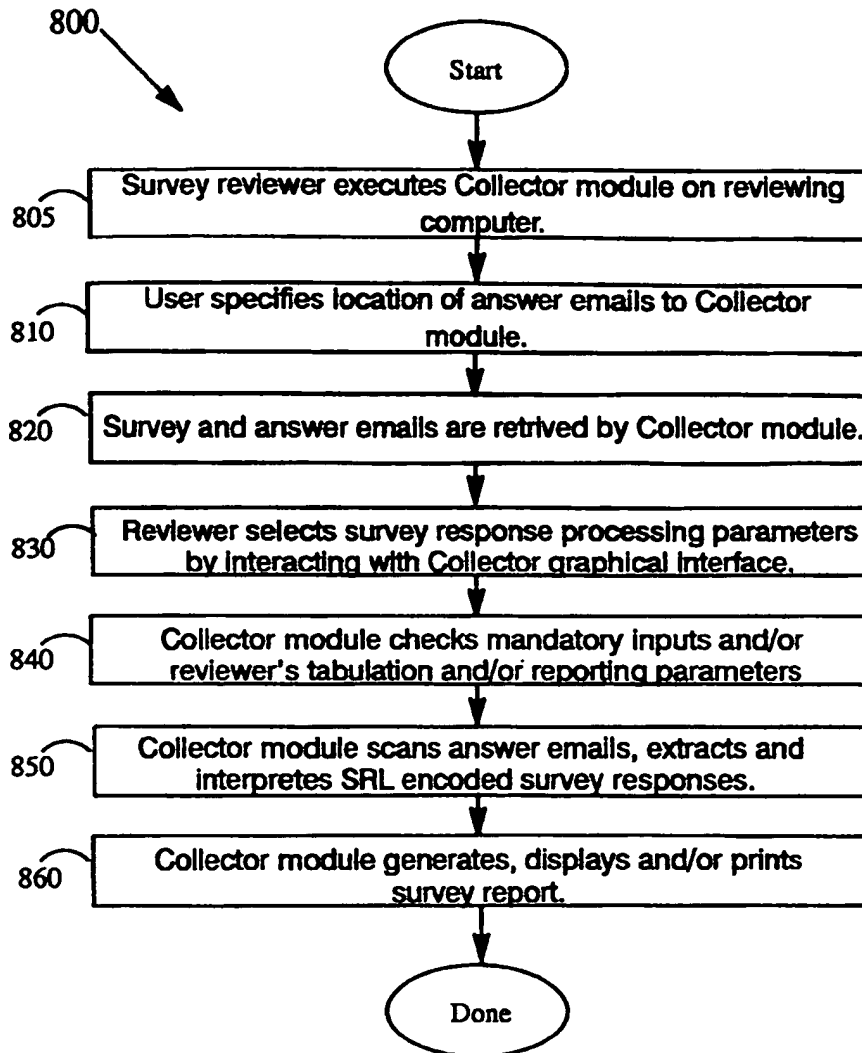 800
Start
805
Survey reviewer executes Collector module on reviewing
computer.
810
User specifies location of answer emails to Collector
module.
820
Survey and answer emails are retrived by Collector module.
830
Reviewer selects survey response processing parameters
by interacting with Collector graphical interface.
840
Collector module checks mandatory inputs and/or
reviewer's tabulation and/or reporting parameters
850
Collector module scans answer emails, extracts and
interpretes SRL encoded survey responses.
860
Collector module generates, displays and/or prints
survey report.
Done